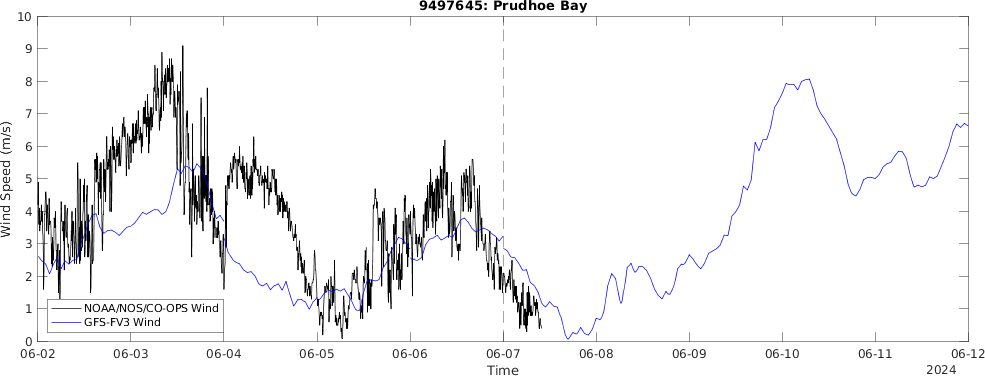 9497645: Prudhoe Bay
Wind Speed (m/s)
10
9
8
7
6
5
4
3
2
1
0
NOAA/NOS/CO-OPS Wind
GFS-FV3 Wind
06-02 06-03 06-04 06-05 06-06 06-07 06-08 06-09 06-10 06-11 06-12
Time
2024